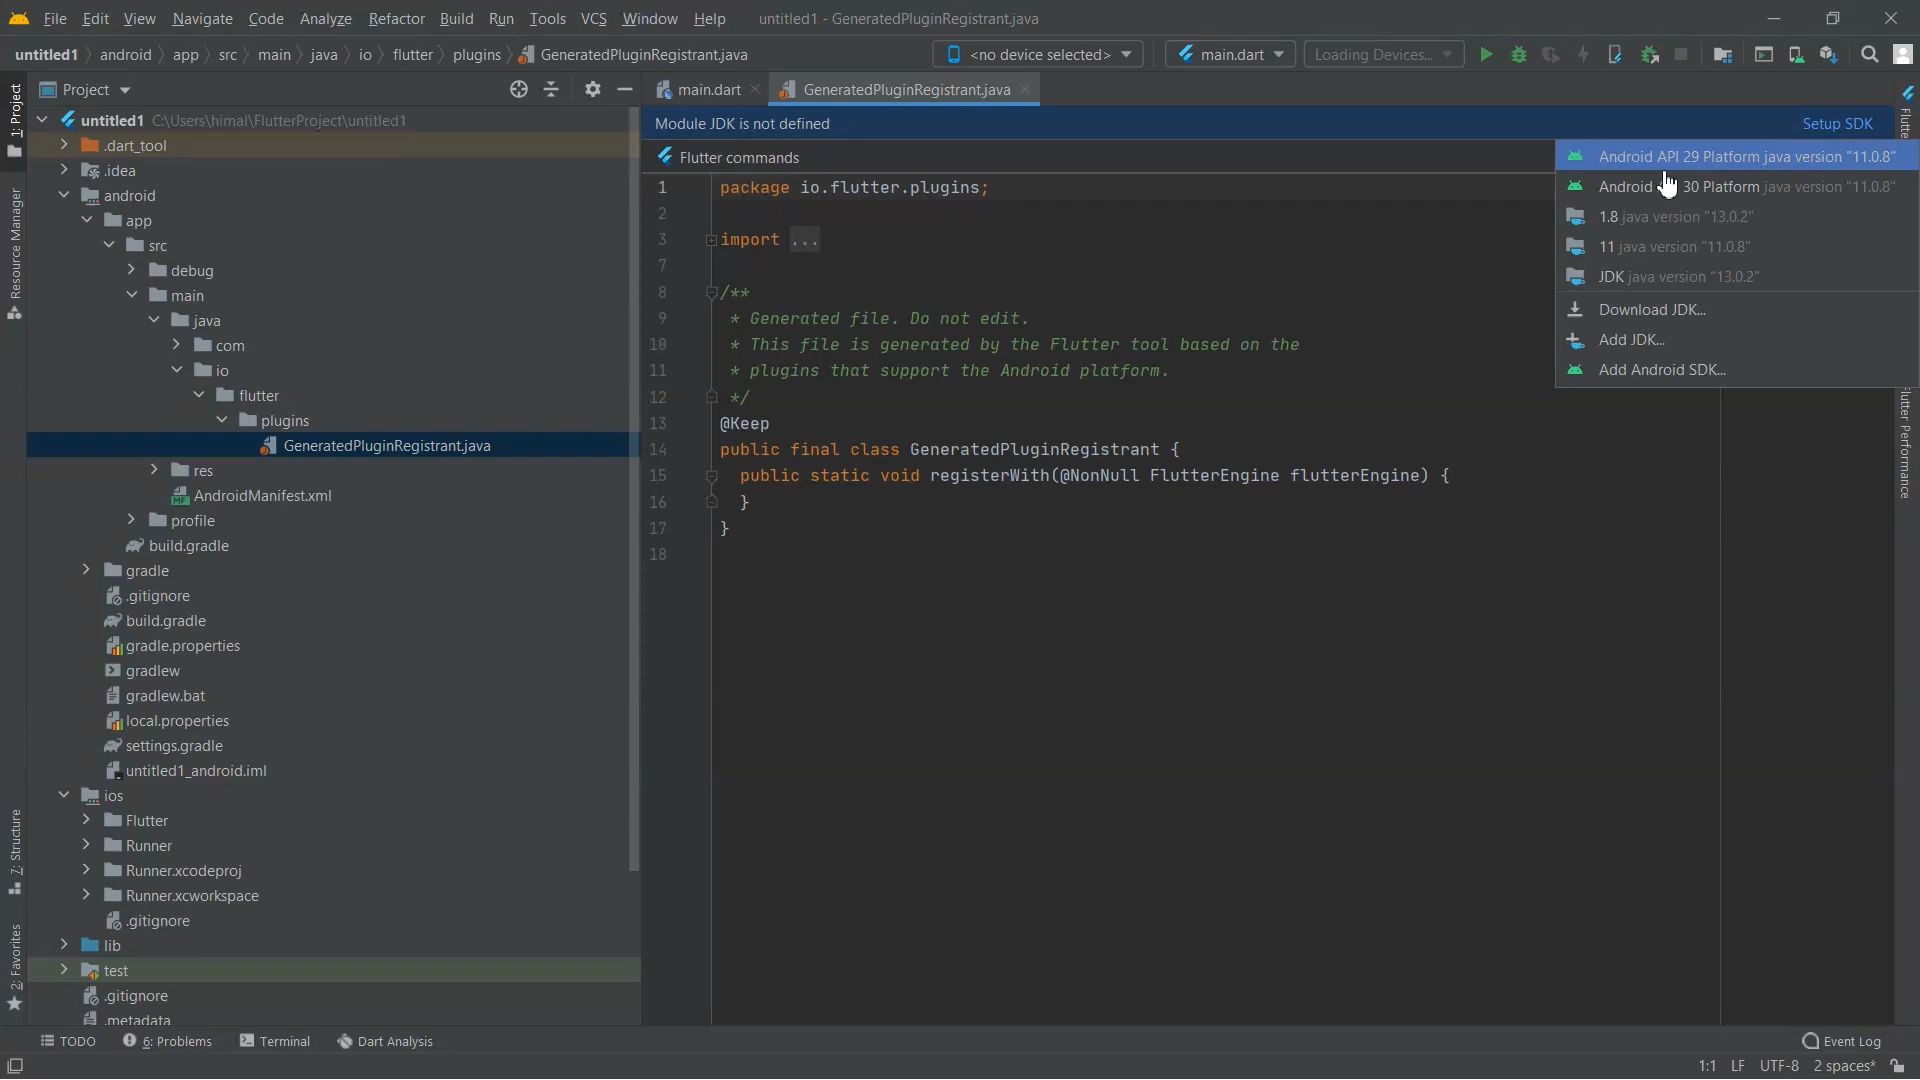 File Edit View Navigate Code Analyze Refactor Build Run Tools VCS Window Help untitled1 - GeneratedPluginRegistrant.java
untitled1 android app src main java io flutter plugins GeneratedPluginRegistrant.java <no device selected> main.dart Loading Devices...
Project
main.dart GeneratedPluginRegistrant.java
1: Project
Resource Manager
7: Structure
2: Favorites
untitled1 C:\Users\himal\FlutterProject\untitled1
.dart_tool
.idea
android
app
src
debug
main
java
com
io
flutter
plugins
GeneratedPluginRegistrant.java
res
AndroidManifest.xml
profile
build.gradle
gradle
.gitignore
build.gradle
gradle.properties
gradlew
gradlew.bat
local.properties
settings.gradle
untitled1_android.iml
ios
Flutter
Runner
Runner.xcodeproj
Runner.xcworkspace
.gitignore
lib
test
.gitignore
.metadata
Module JDK is not defined Setup SDK
Flutter commands
1 package io.flutter.plugins;
2
3 import ...
7
8 /**
9 * Generated file. Do not edit.
10 * This file is generated by the Flutter tool based on the
11 * plugins that support the Android platform.
12 */
13 @Keep
14 public final class GeneratedPluginRegistrant {
15 public static void registerWith(@NonNull FlutterEngine flutterEngine) {
16 }
17 }
18
Android API 29 Platform java version "11.0.8"
Android 30 Platform java version "11.0.8"
1.8 java version "13.0.2"
11 java version "11.0.8"
JDK java version "13.0.2"
Download JDK...
Add JDK...
Add Android SDK...
Flutter Performance
TODO 6: Problems Terminal Dart Analysis Event Log
1:1 LF UTF-8 2 spaces*